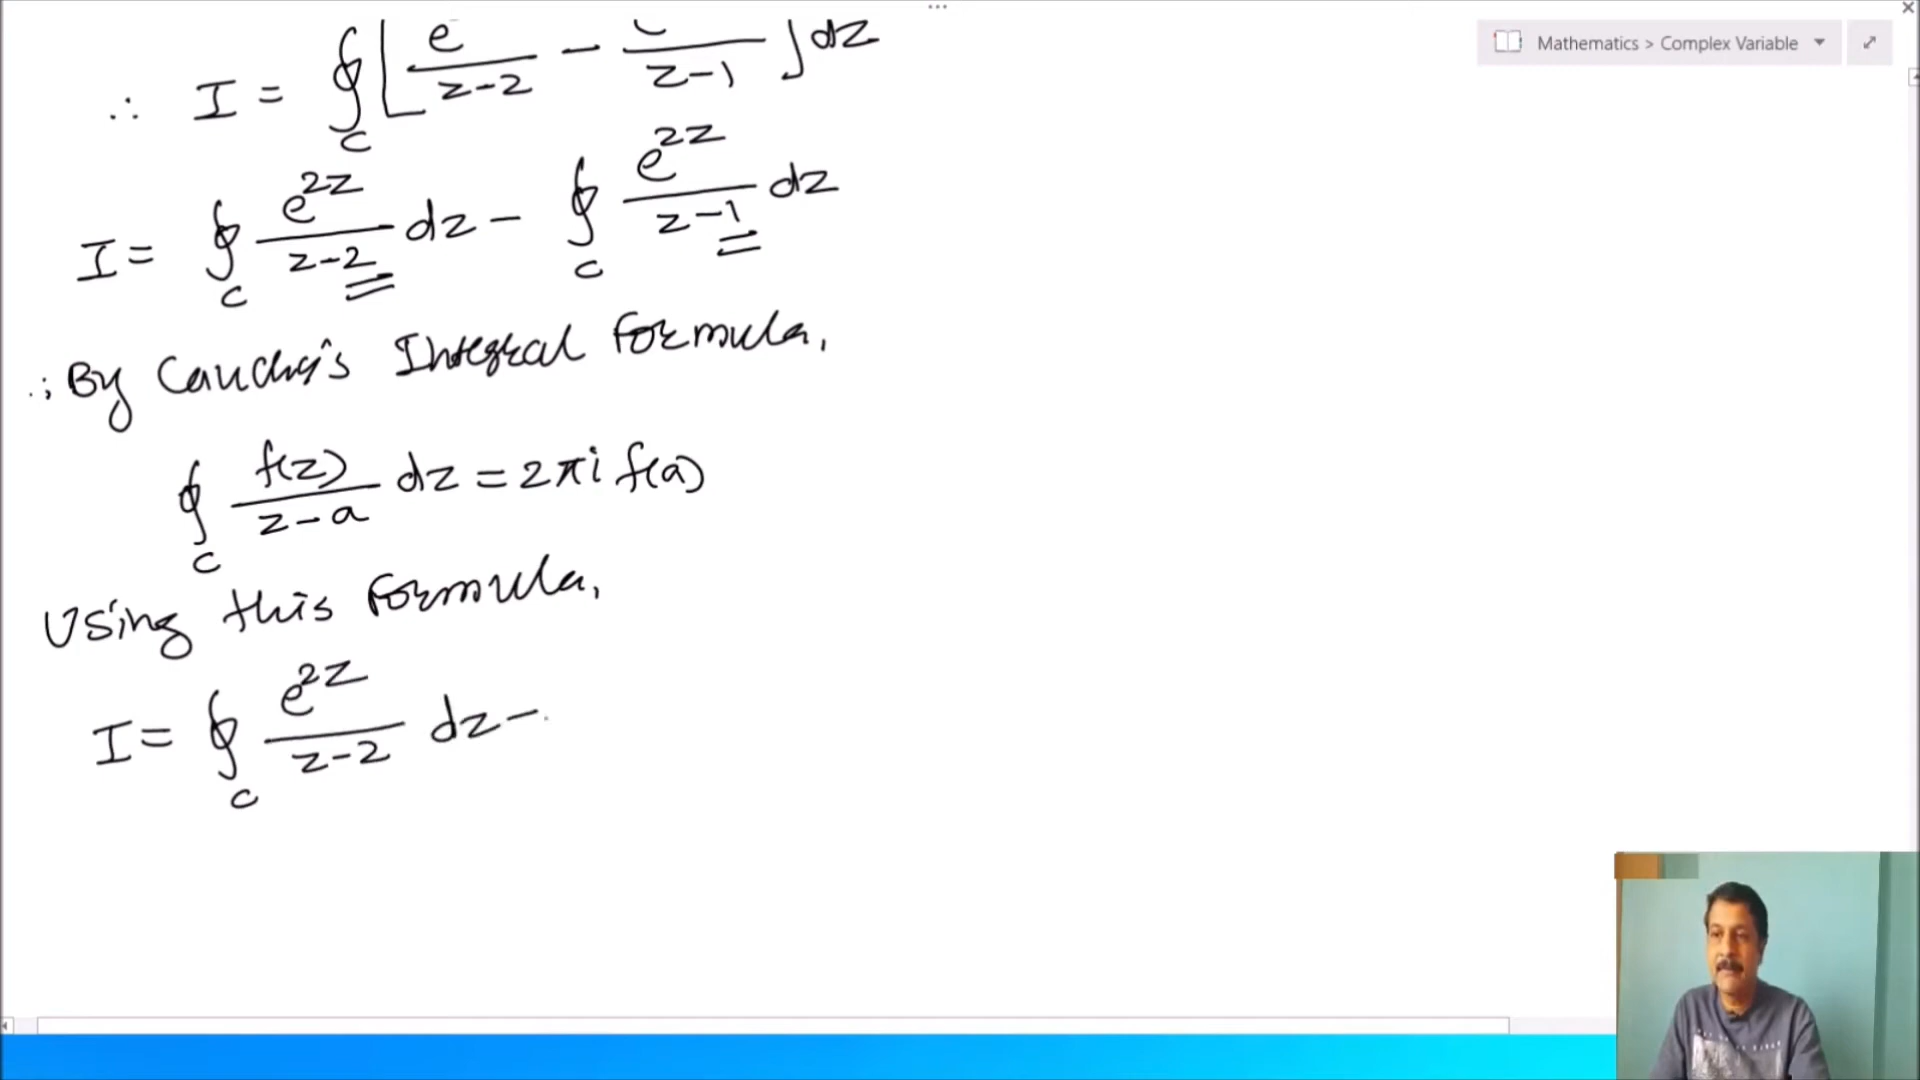 Mathematics > Complex Variable
∴ I = ∮_C [ e / z-2 - / z-1 ] dz
I = ∮_C e^{2z} / z-2 dz - ∮_C e^{2z} / z-1 dz
∴ By Cauchy's Integral Formula,
∮_C f(z) / z-a dz = 2πi f(a)
Using this Formula,
I = ∮_C e^{2z} / z-2 dz -